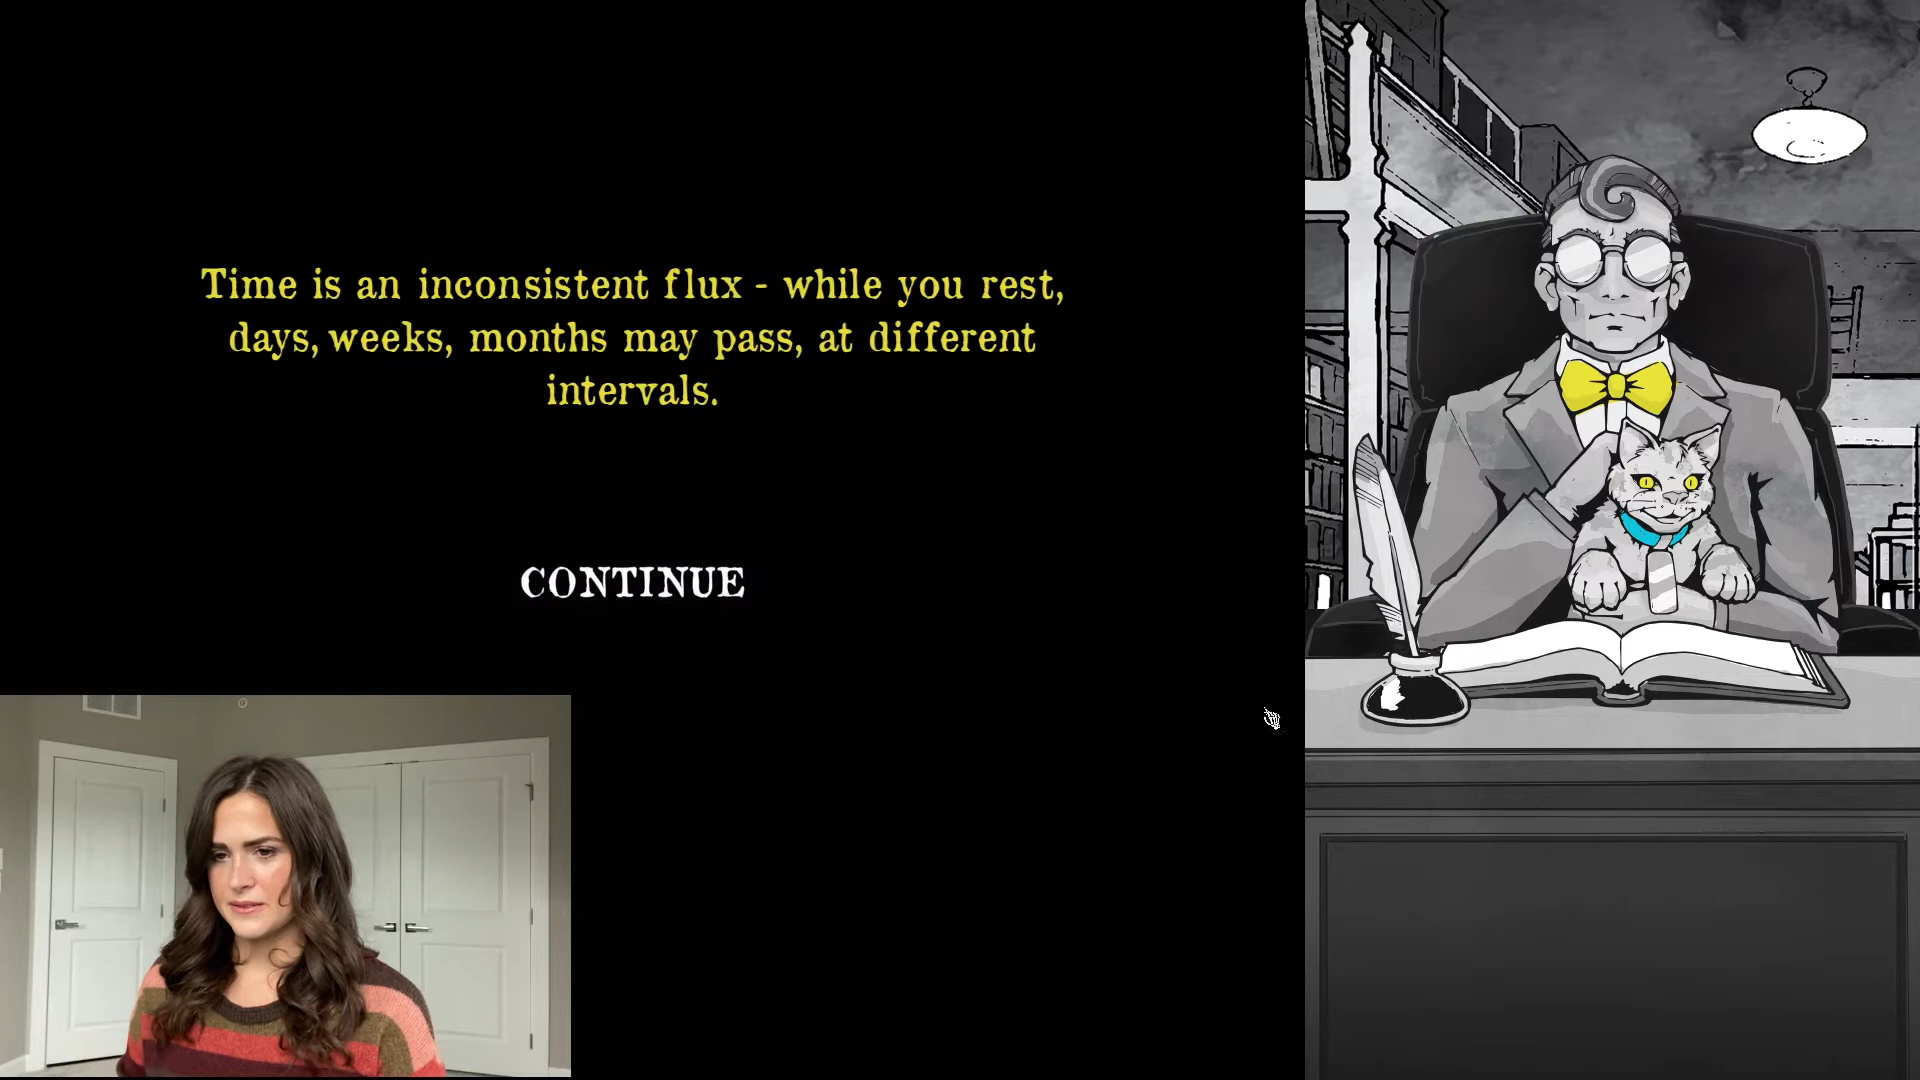 Time is an inconsistent flux - while you rest,
days, weeks, months may pass, at different
intervals.
CONTINUE